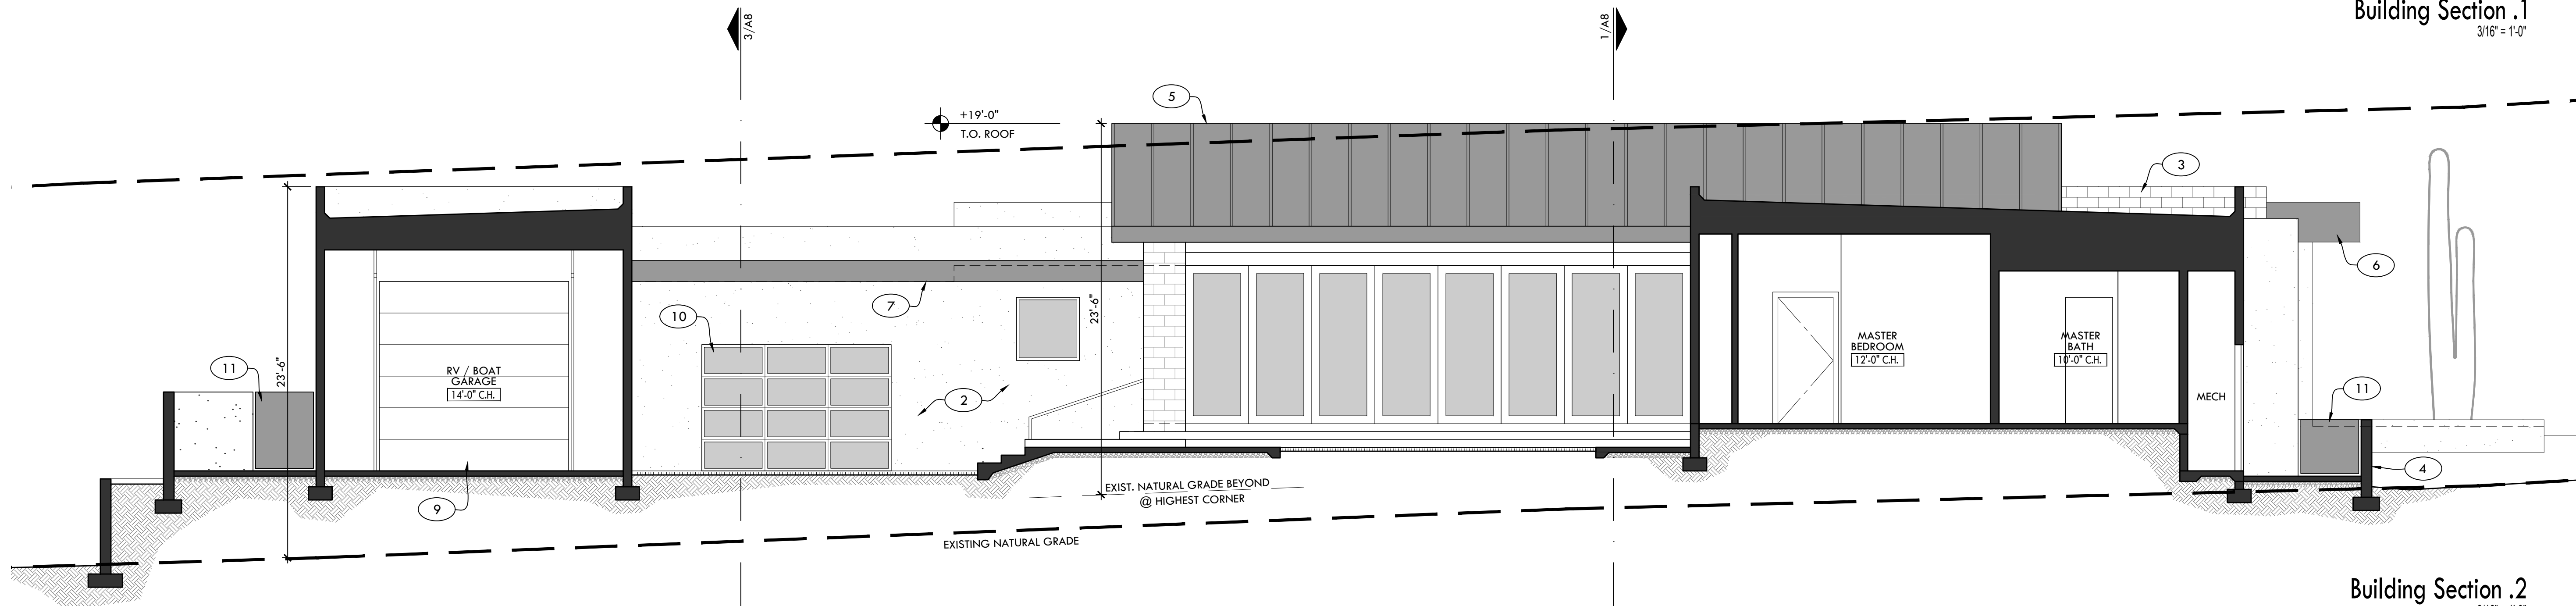 Building Section .1
3/16" = 1'-0"
3/A8
1/A8
5
+19'-0"
T.O. ROOF
3
6
7
10
23'-6"
23'-6"
11
RV / BOAT
GARAGE
14'-0" C.H.
2
MASTER
BEDROOM
12'-0" C.H.
MASTER
BATH
10'-0" C.H.
MECH
11
4
9
EXIST. NATURAL GRADE BEYOND
@ HIGHEST CORNER
EXISTING NATURAL GRADE
Building Section .2